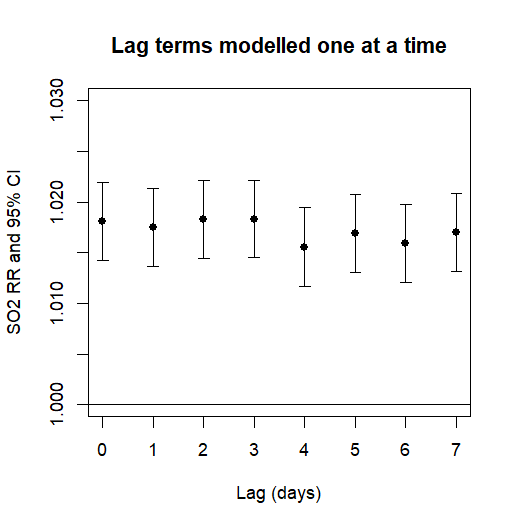 Lag terms modelled one at a time
SO2 RR and 95% CI
1.030
1.020
1.010
1.000
0 1 2 3 4 5 6 7
Lag (days)